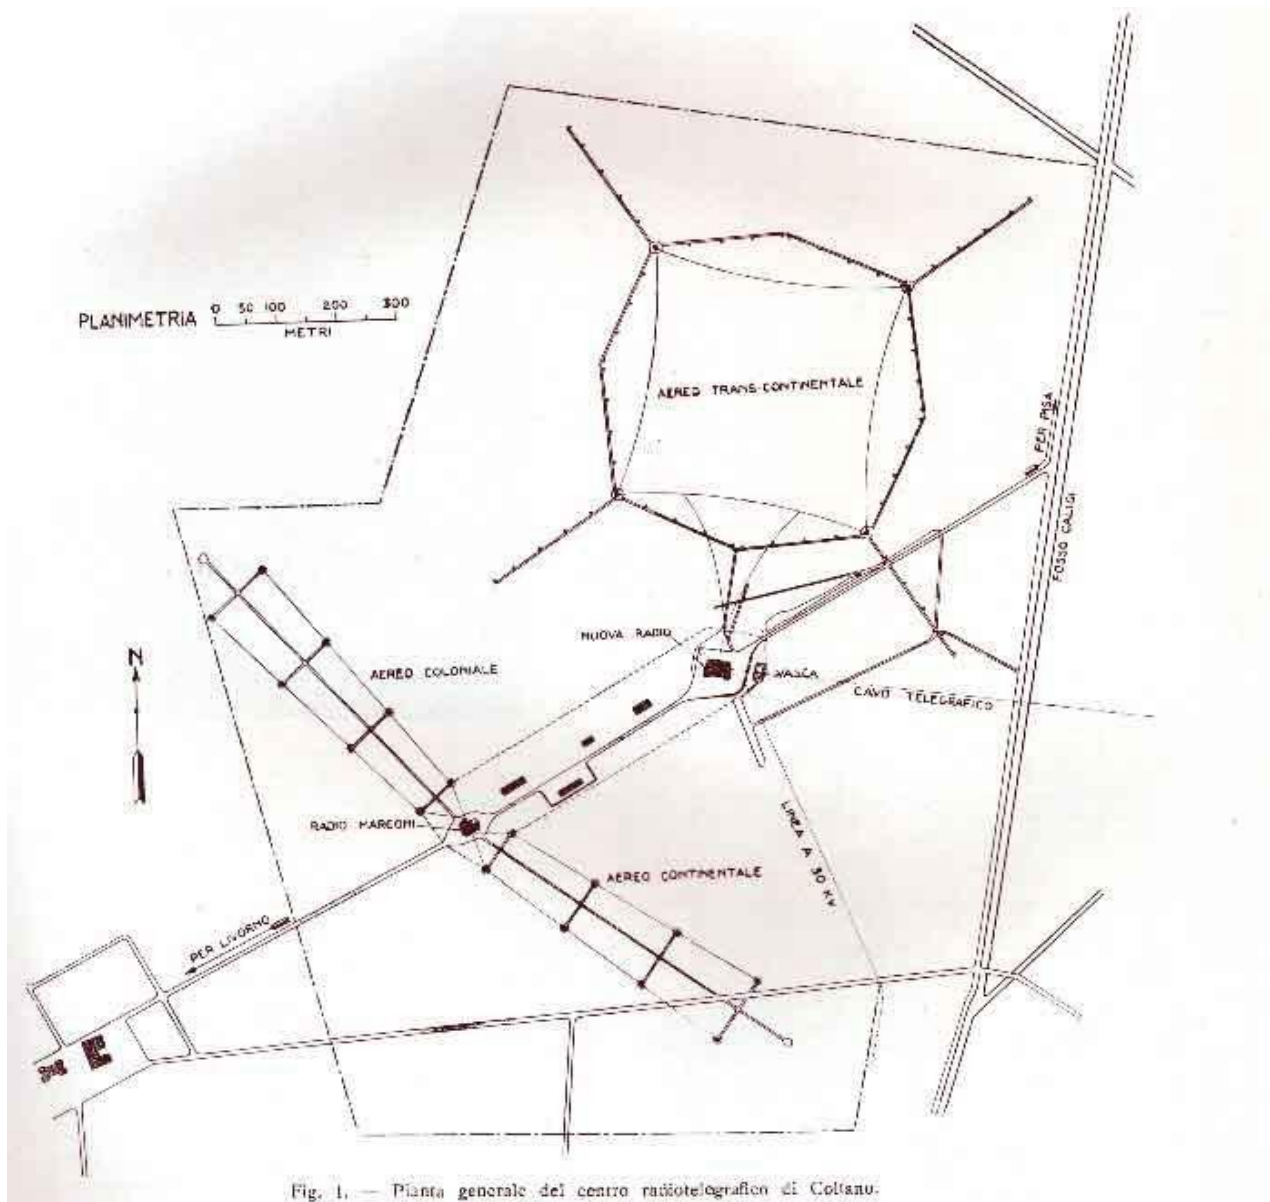 PLANIMETRIA
0 50 100 200 300
METRI
AEREO TRANS-CONTINENTALE
PER PISA
FOSSO CALIGI
NUOVA RADIO
VASCA
AEREO COLONIALE
N
CAVO TELEGRAFICO
RADIO MARCONI
LINEA A 30 KV
AEREO CONTINENTALE
PER LIVORNO
Fig. 1. — Pianta generale del centro radiotelegrafico di Coltano.